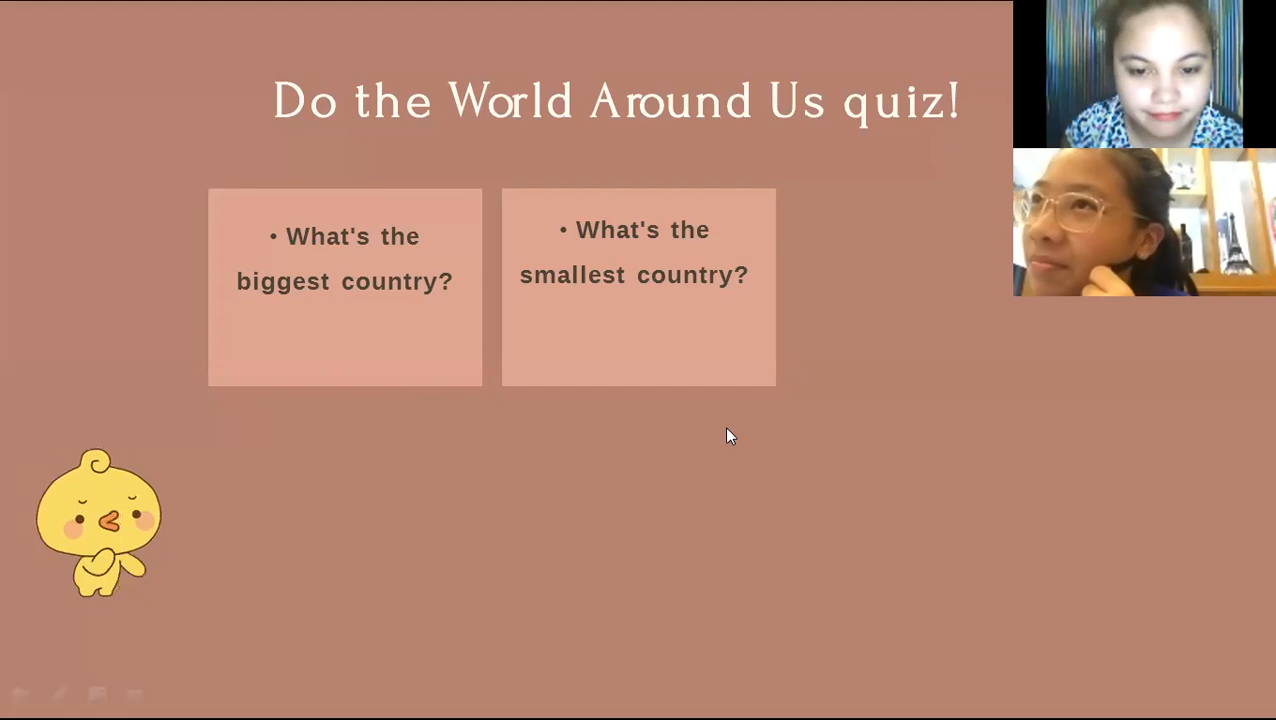 Do the World Around Us quiz!
• What's the
biggest country?
• What's the
smallest country?